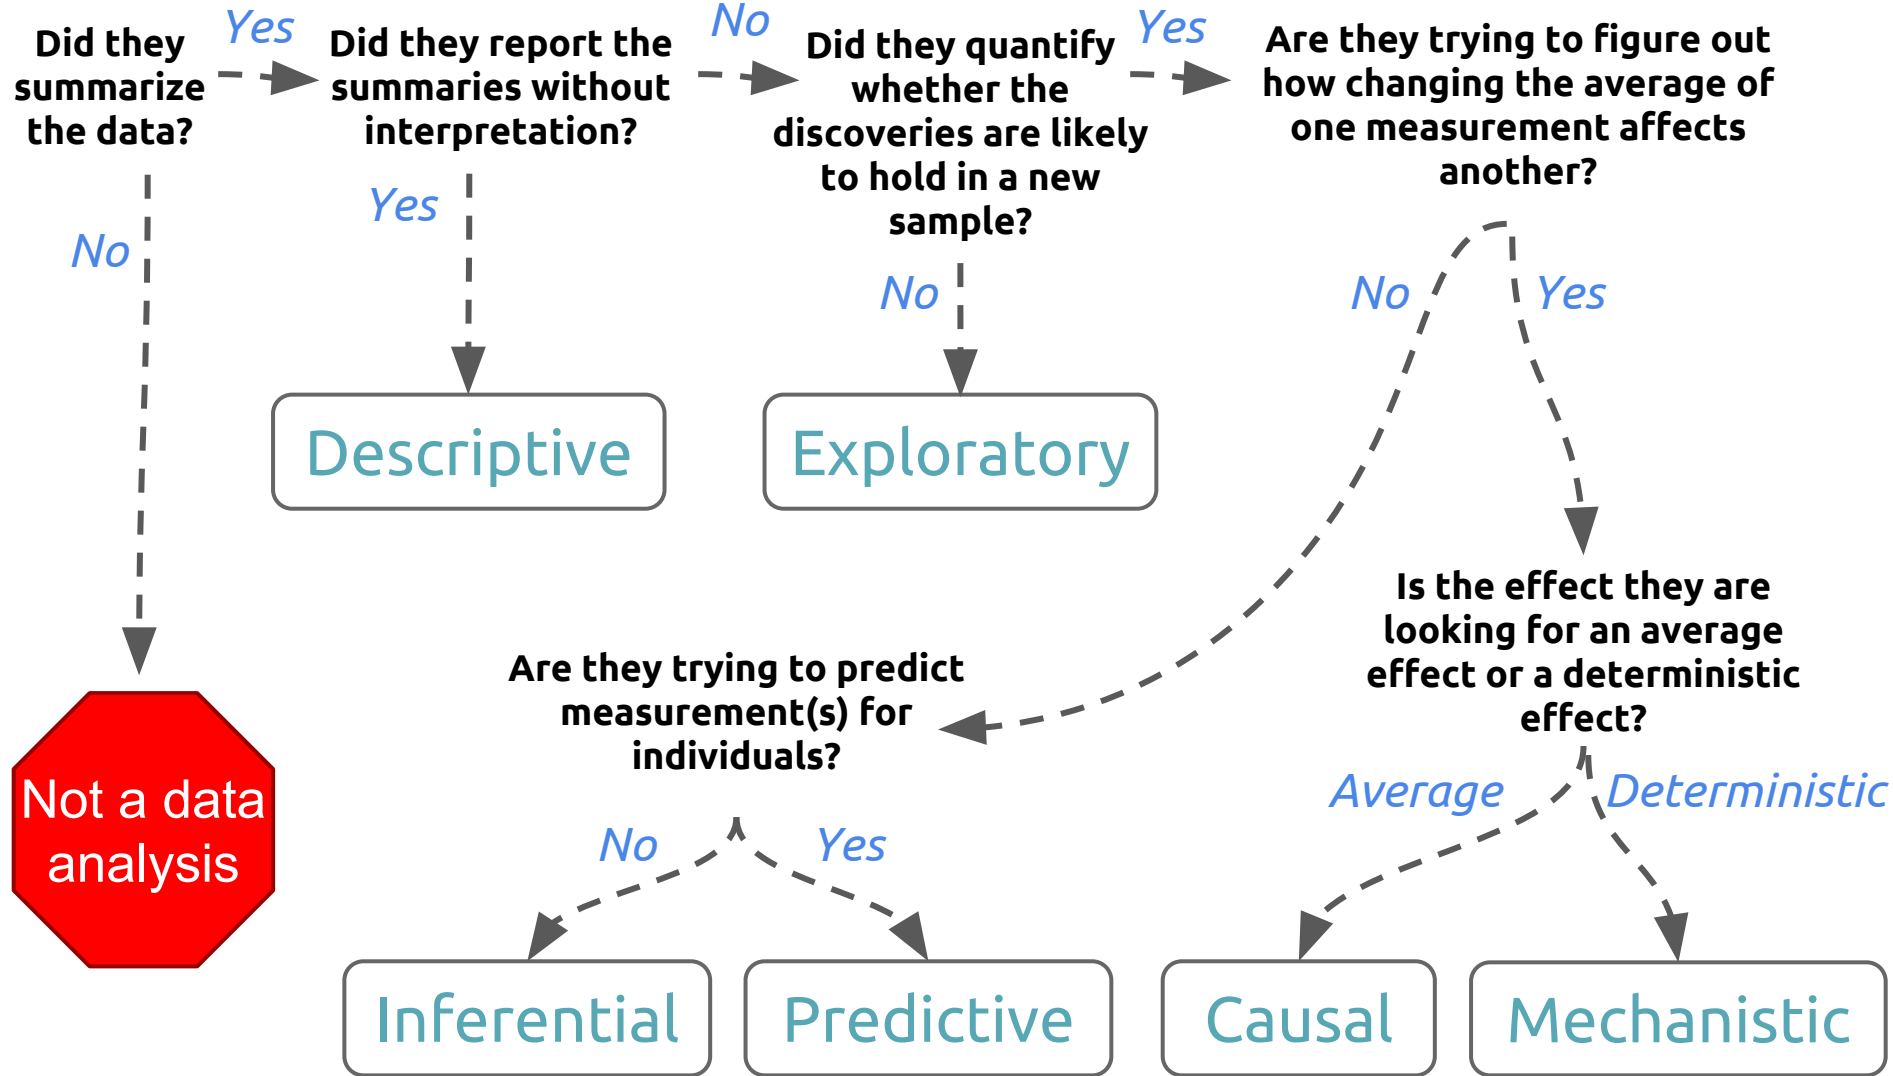 Did they
summarize
the data?
Yes
Did they report the
summaries without
interpretation?
No
Did they quantify
whether the
discoveries are likely
to hold in a new
sample?
Yes
Are they trying to figure out
how changing the average of
one measurement affects
another?
No
Yes
No
No
Yes
Descriptive
Exploratory
Is the effect they are
looking for an average
effect or a deterministic
effect?
Are they trying to predict
measurement(s) for
individuals?
Average
Deterministic
Not a data
analysis
No
Yes
Inferential
Predictive
Causal
Mechanistic